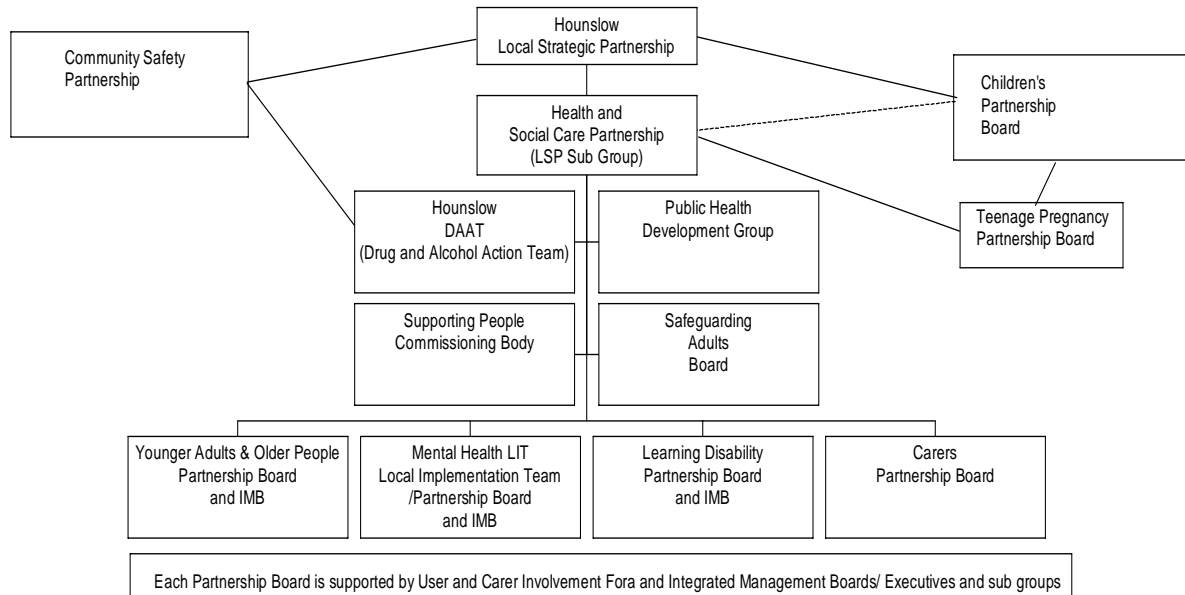 Hounslow
Local Strategic Partnership
Community Safety
Partnership
Children's
Partnership
Board
Health and
Social Care Partnership
(LSP Sub Group)
Hounslow
DAAT
(Drug and Alcohol Action Team)
Public Health
Development Group
Teenage Pregnancy
Partnership Board
Supporting People
Commissioning Body
Safeguarding
Adults
Board
Younger Adults & Older People
Partnership Board
and IMB
Mental Health LIT
Local Implementation Team
/Partnership Board
and IMB
Learning Disability
Partnership Board
and IMB
Carers
Partnership Board
Each Partnership Board is supported by User and Carer Involvement Fora and Integrated Management Boards/ Executives and sub groups